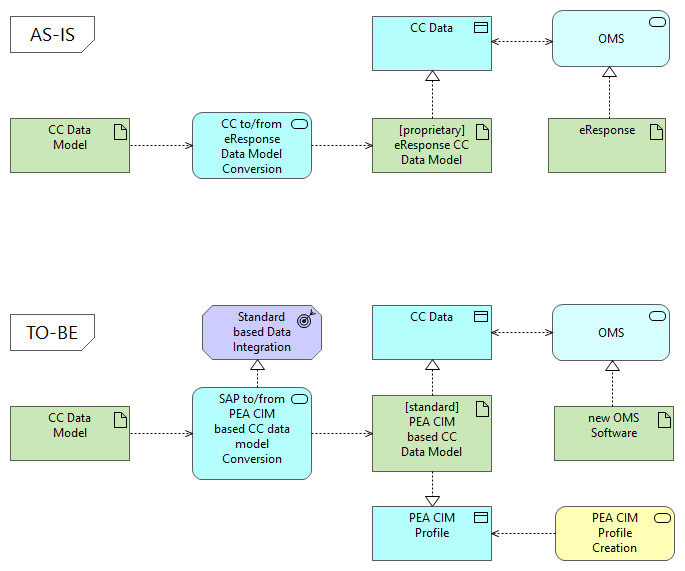 AS-IS
CC Data
OMS
CC Data
Model
CC to/from
eResponse
Data Model
Conversion
[proprietary]
eResponse CC
Data Model
eResponse
TO-BE
Standard
based Data
Integration
CC Data
OMS
CC Data
Model
SAP to/from
PEA CIM
based CC data
model
Conversion
[standard]
PEA CIM
based CC
Data Model
new OMS
Software
PEA CIM
Profile
PEA CIM
Profile
Creation